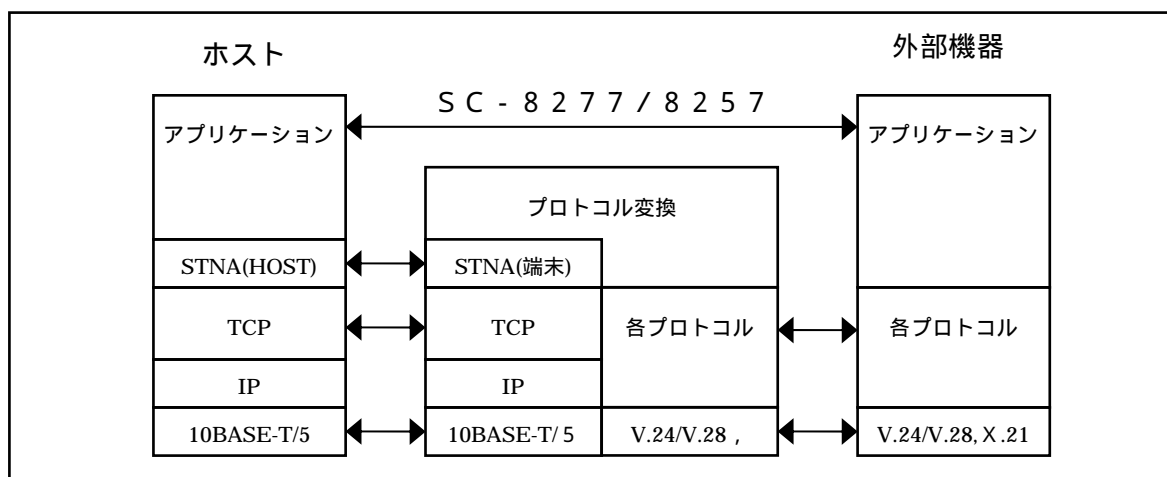 ホスト
外部機器
SC-8277/8257
アプリケーション
アプリケーション
プロトコル変換
STNA(HOST)
STNA(端末)
TCP
TCP
各プロトコル
各プロトコル
IP
IP
10BASE-T/5
10BASE-T/5
V.24/V.28 ,
V.24/V.28, X.21